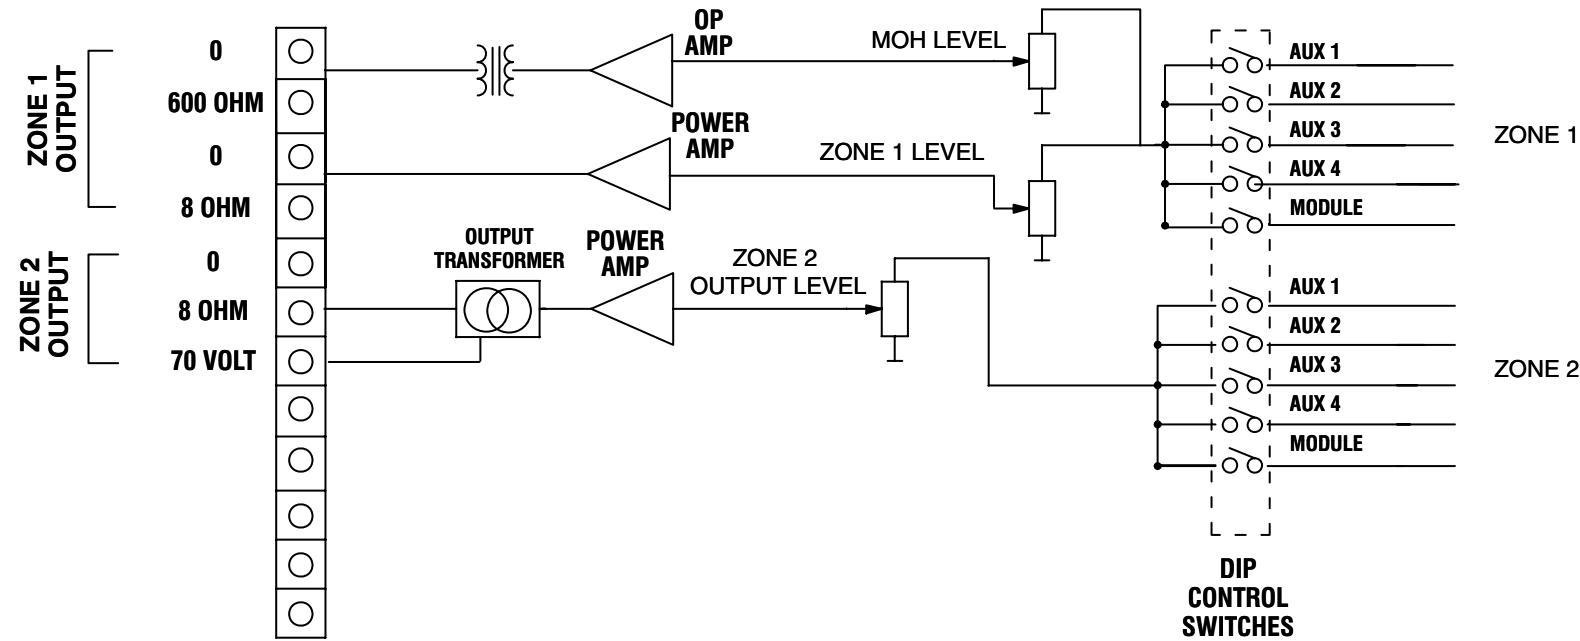 ZONE 1
OUTPUT
0
600 OHM
0
8 OHM
ZONE 2
OUTPUT
0
8 OHM
70 VOLT
OP
AMP
MOH LEVEL
POWER
AMP
ZONE 1 LEVEL
OUTPUT
TRANSFORMER
POWER
AMP
ZONE 2
OUTPUT LEVEL
AUX 1
AUX 2
AUX 3
AUX 4
MODULE
ZONE 1
AUX 1
AUX 2
AUX 3
AUX 4
MODULE
ZONE 2
DIP
CONTROL
SWITCHES